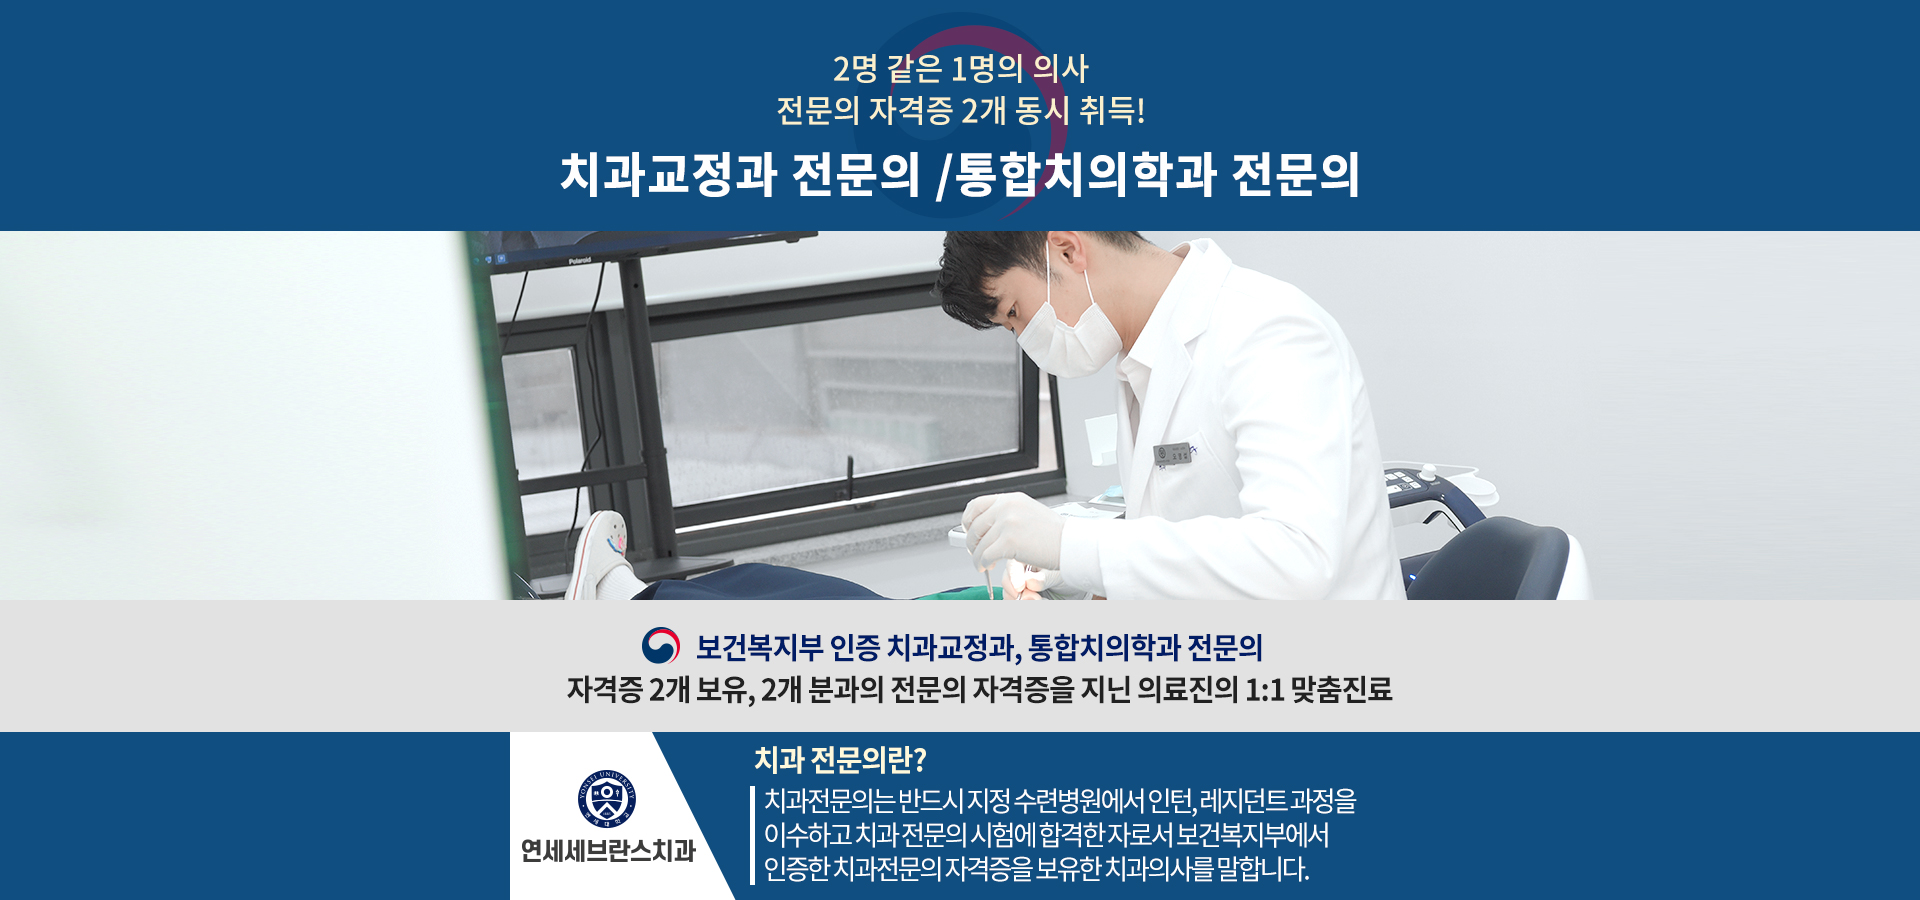 2명 같은 1명의 의사
전문의 자격증 2개 동시 취득!
치과교정과 전문의 /통합치의학과 전문의
Polaroid
보건복지부 인증 치과교정과, 통합치의학과 전문의
자격증 2개 보유, 2개 분과의 전문의 자격증을 지닌 의료진의 1:1 맞춤진료
YONSEI UNIVERSITY
연세대학교
연세세브란스치과
치과 전문의란?
치과전문의는 반드시 지정 수련병원에서 인턴, 레지던트 과정을
이수하고 치과 전문의 시험에 합격한 자로서 보건복지부에서
인증한 치과전문의 자격증을 보유한 치과의사를 말합니다.